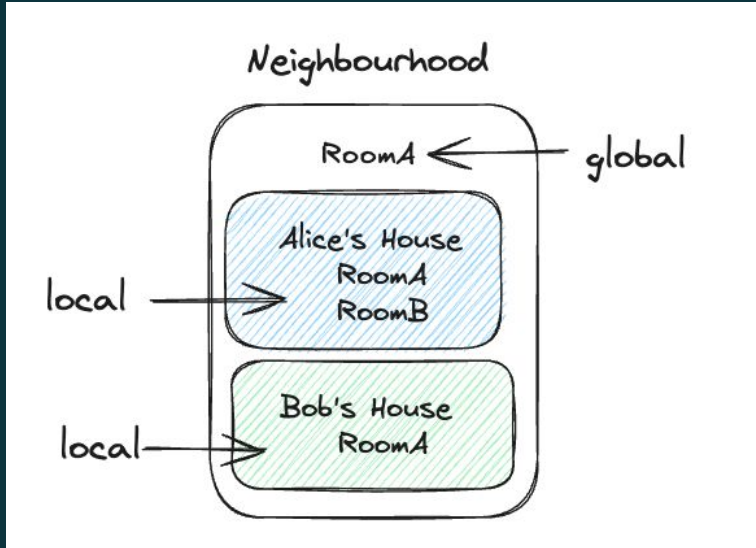 Neighbourhood
RoomA
global
Alice's House
RoomA
local
RoomB
Bob's House
local
RoomA